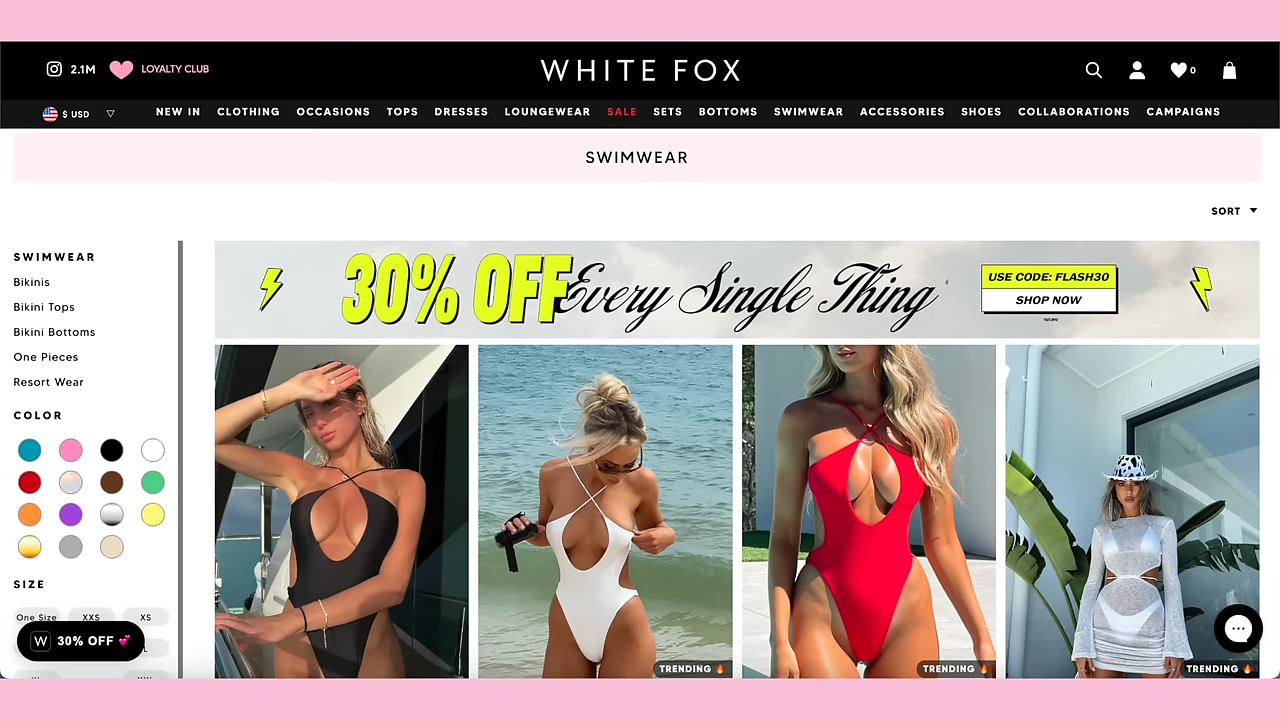 2.1M
LOYALTY CLUB
WHITE FOX
0
$ USD
NEW IN CLOTHING OCCASIONS TOPS DRESSES LOUNGEWEAR SALE SETS BOTTOMS SWIMWEAR ACCESSORIES SHOES COLLABORATIONS CAMPAIGNS
SWIMWEAR
SORT
SWIMWEAR
Bikinis
Bikini Tops
Bikini Bottoms
One Pieces
Resort Wear
COLOR
SIZE
One Size XXS XS
W 30% OFF
30% OFF Every Single Thing
USE CODE: FLASH30
SHOP NOW
TRENDING
TRENDING
TRENDING